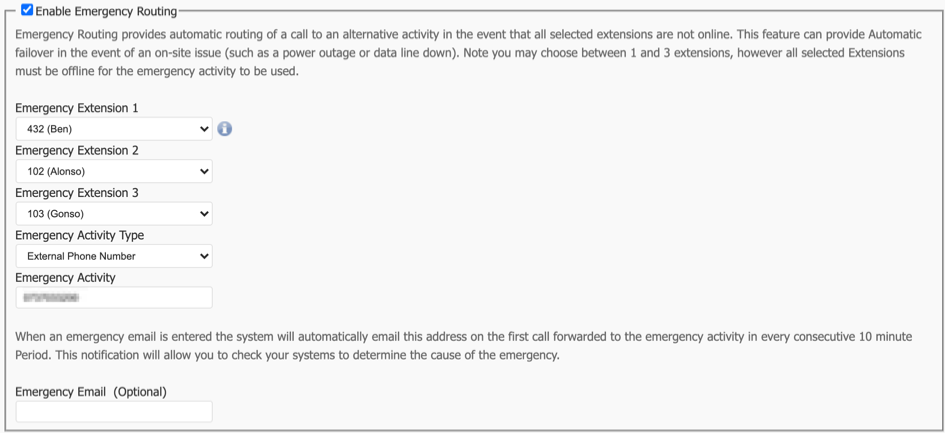 Enable Emergency Routing
Emergency Routing provides automatic routing of a call to an alternative activity in the event that all selected extensions are not online. This feature can provide Automatic
failover in the event of an on-site issue (such as a power outage or data line down). Note you may choose between 1 and 3 extensions, however all selected Extensions
must be offline for the emergency activity to be used.
Emergency Extension 1
432 (Ben)
Emergency Extension 2
102 (Alonso)
Emergency Extension 3
103 (Gonso)
Emergency Activity Type
External Phone Number
Emergency Activity
When an emergency email is entered the system will automatically email this address on the first call forwarded to the emergency activity in every consecutive 10 minute
Period. This notification will allow you to check your systems to determine the cause of the emergency.
Emergency Email (Optional)